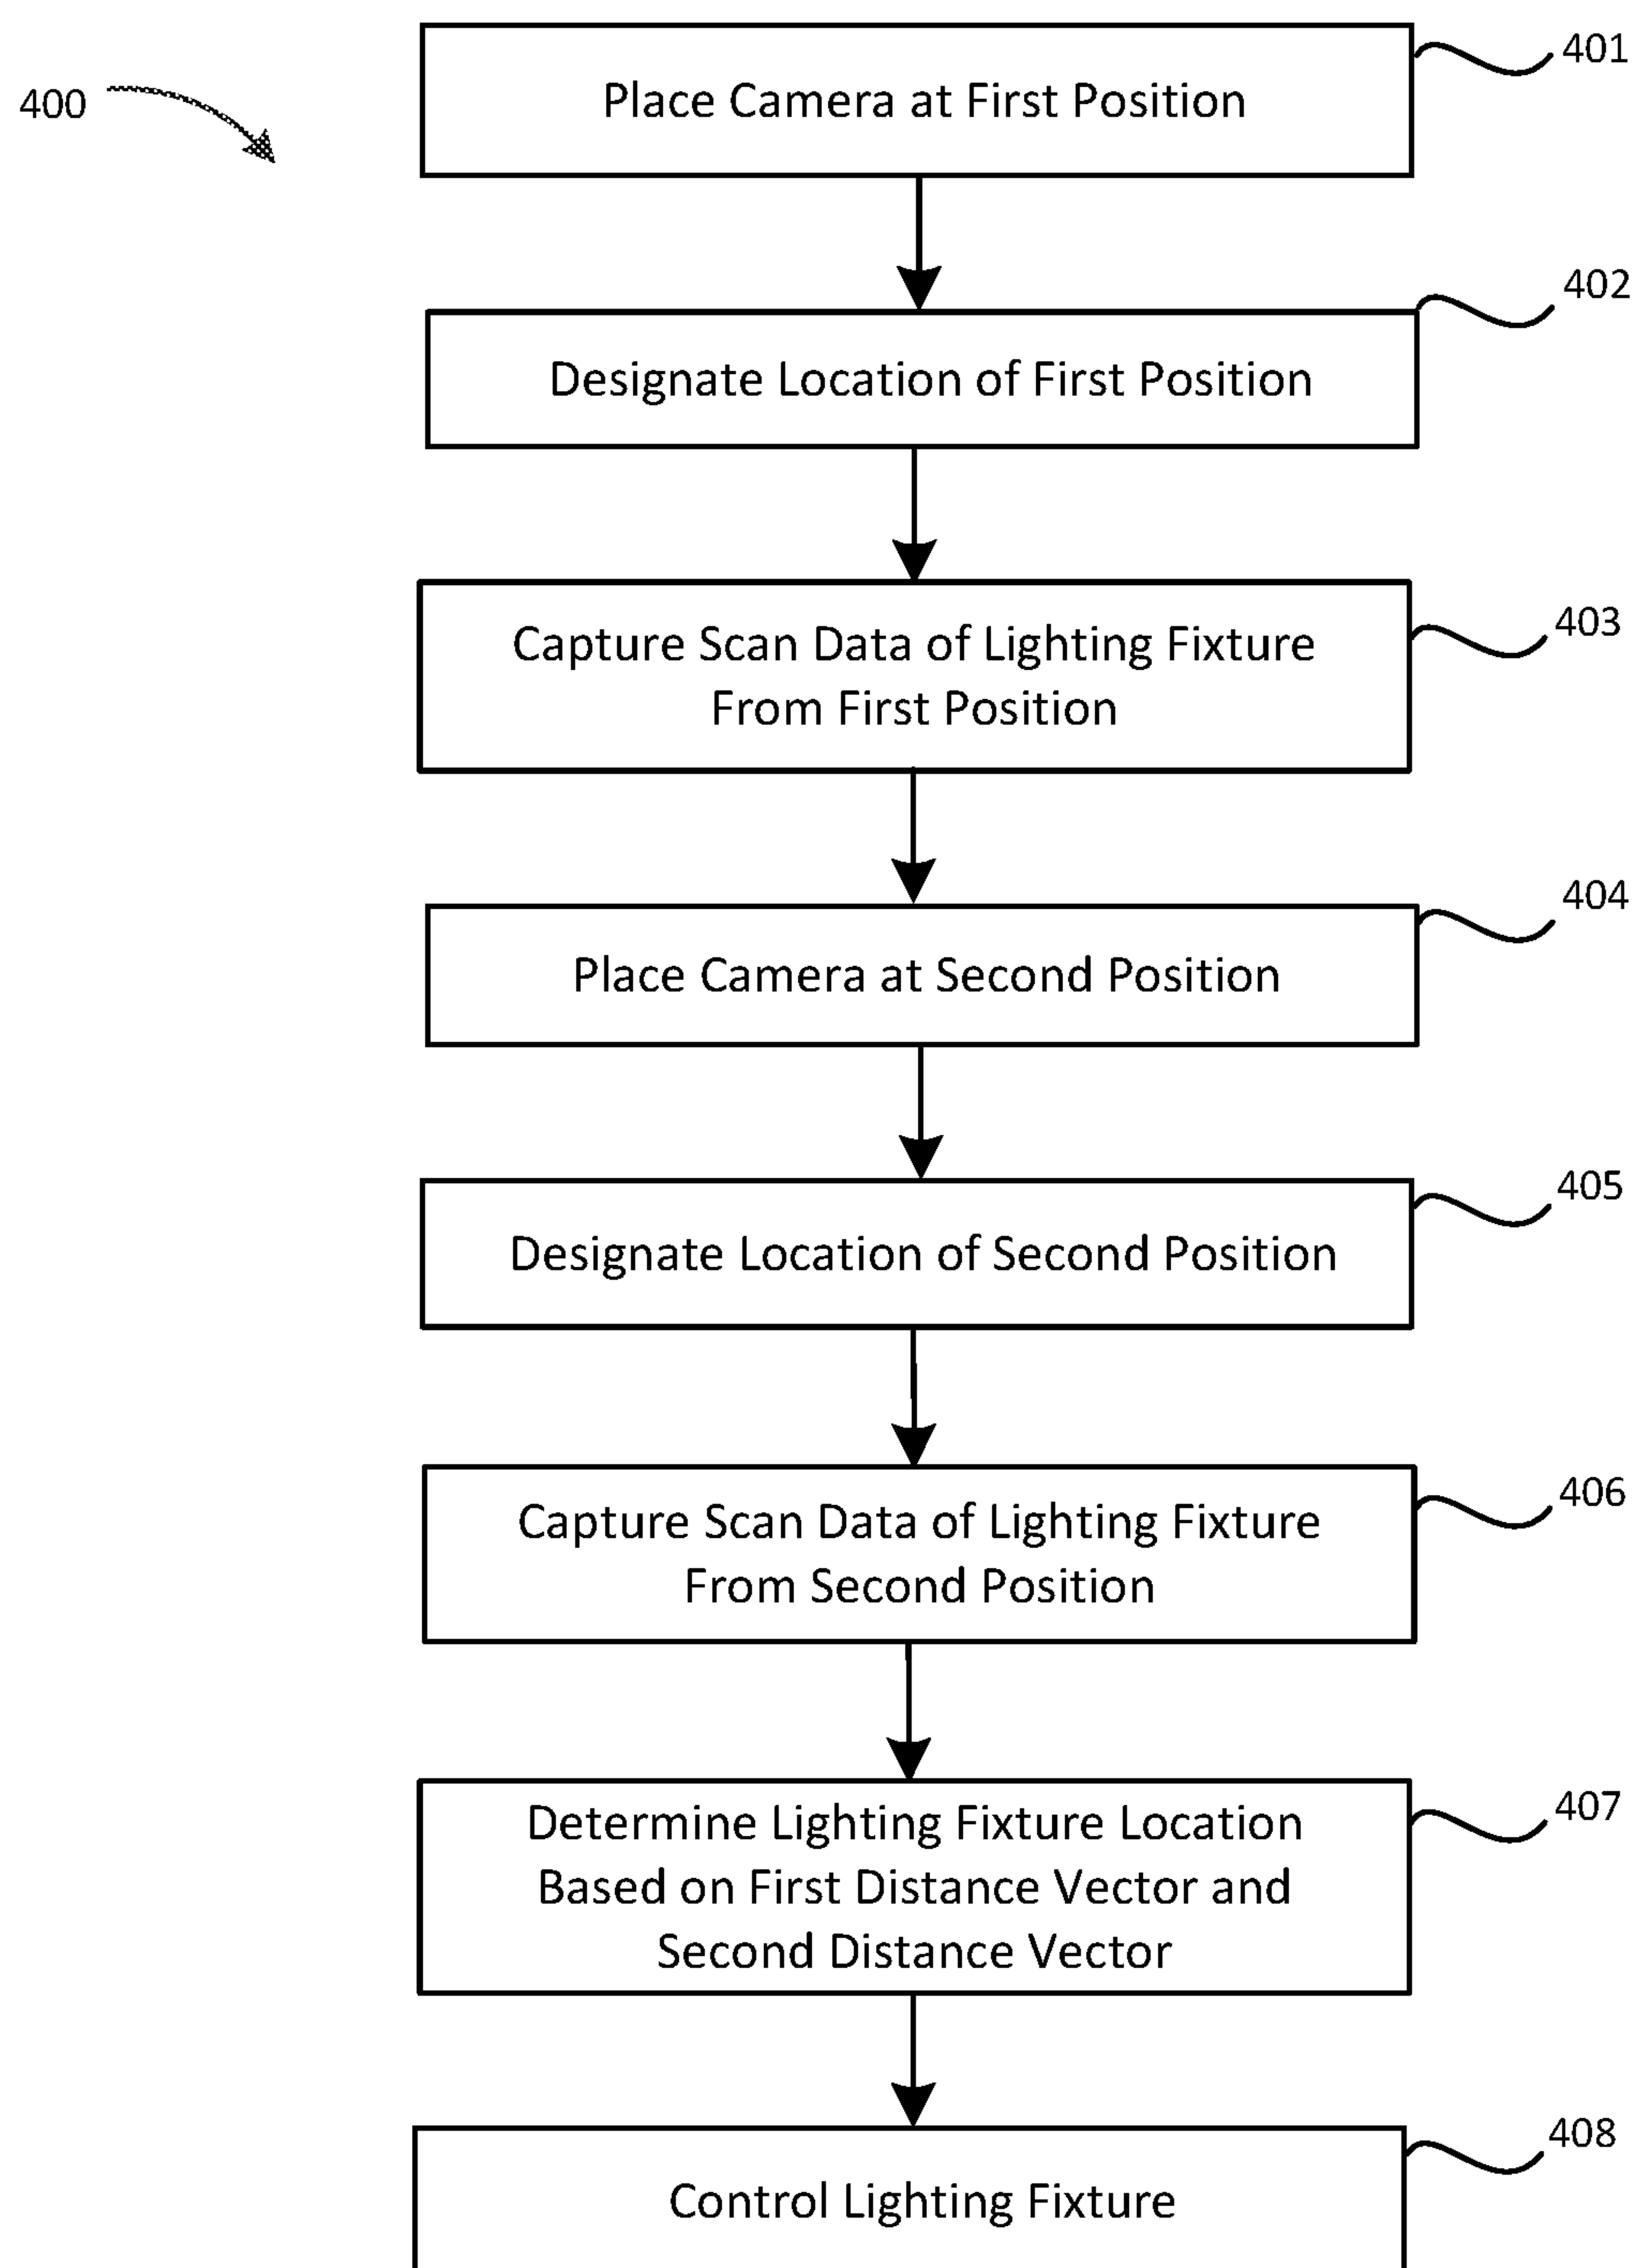 401
400
Place Camera at First Position
402
Designate Location of First Position
403
Capture Scan Data of Lighting Fixture
From First Position
404
Place Camera at Second Position
405
Designate Location of Second Position
406
Capture Scan Data of Lighting Fixture
From Second Position
407
Determine Lighting Fixture Location
Based on First Distance Vector and
Second Distance Vector
408
Control Lighting Fixture